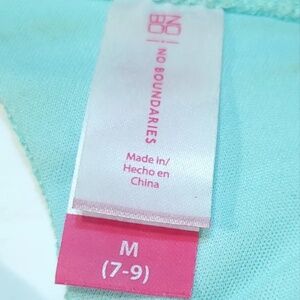 NO
BO
NO BOUNDARIES
Made in/
Hecho en
China
M
(7-9)